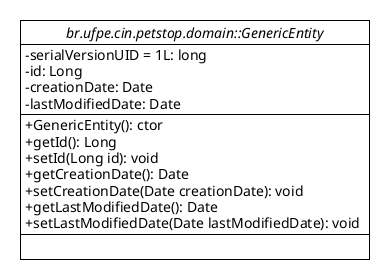 br.ufpe.cin.petstop.domain::GenericEntity
-serialVersionUID = 1L: long
-id: Long
-creationDate: Date
-lastModifiedDate: Date
+GenericEntity(): ctor
+getId(): Long
+setId(Long id): void
+getCreationDate(): Date
+setCreationDate(Date creationDate): void
+getLastModifiedDate(): Date
+setLastModifiedDate(Date lastModifiedDate): void